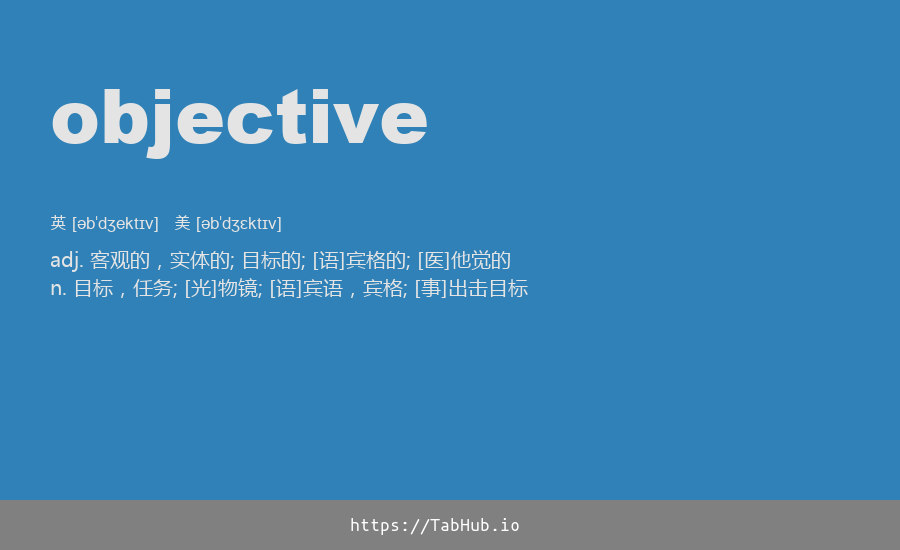 objective
英 [əbˈdʒektɪv] 美 [əbˈdʒɛktɪv]
adj. 客观的，实体的; 目标的; [语]宾格的; [医]他觉的
n. 目标，任务; [光]物镜; [语]宾语，宾格; [事]出击目标
https://TabHub.io